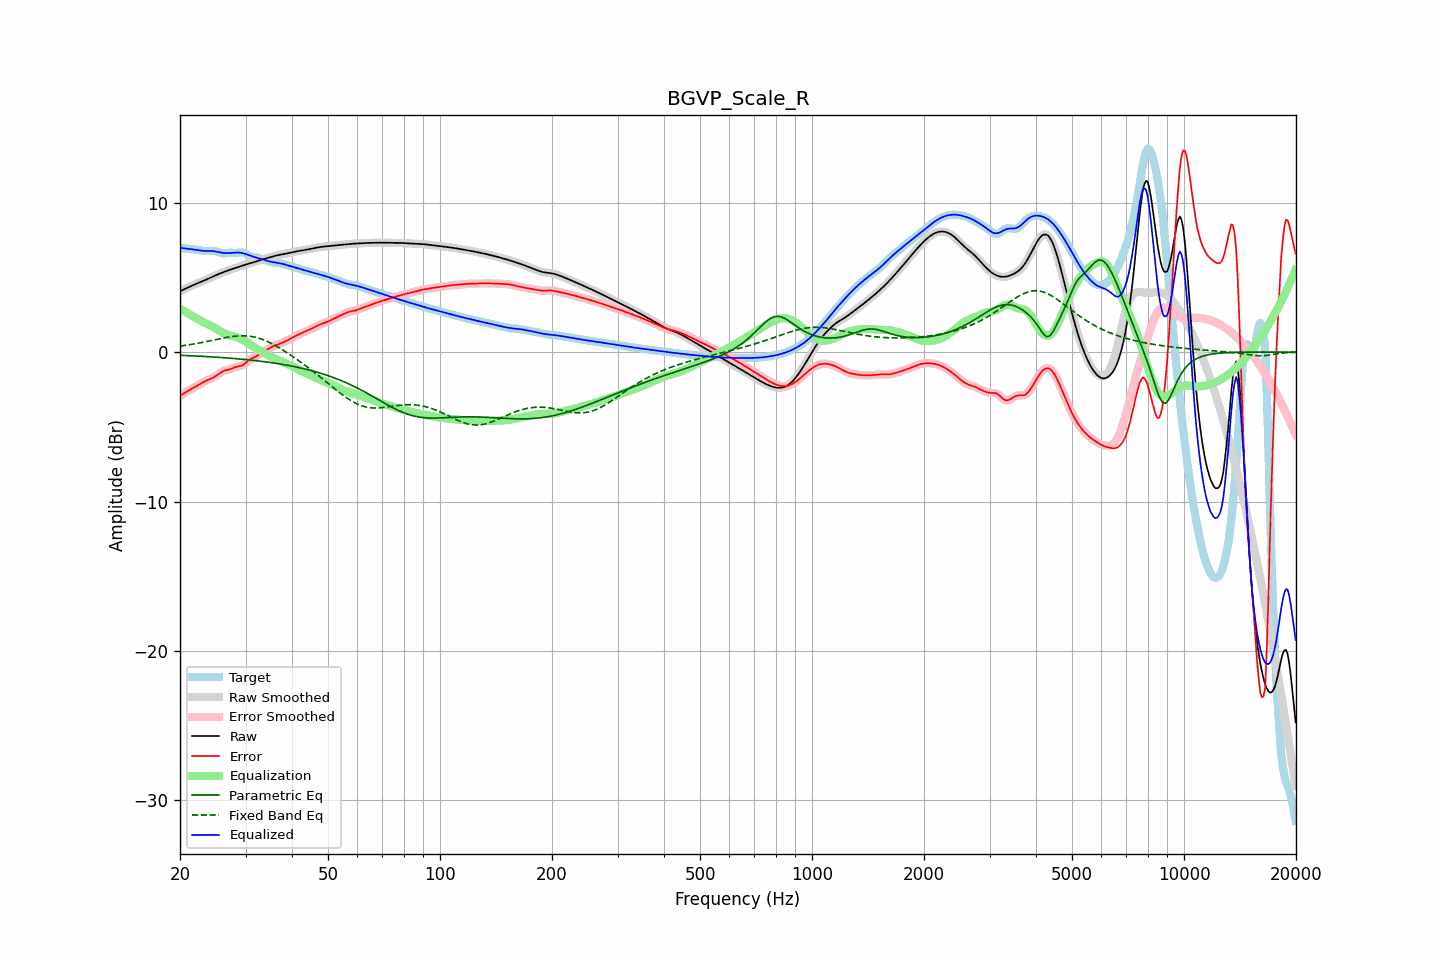 BGVP_Scale_R
Amplitude (dBr)
10
0
−10
−20
−30
Target
Raw Smoothed
Error Smoothed
Raw
Error
Equalization
Parametric Eq
Fixed Band Eq
Equalized
20 50 100 200 500 1000 2000 5000 10000 20000
Frequency (Hz)